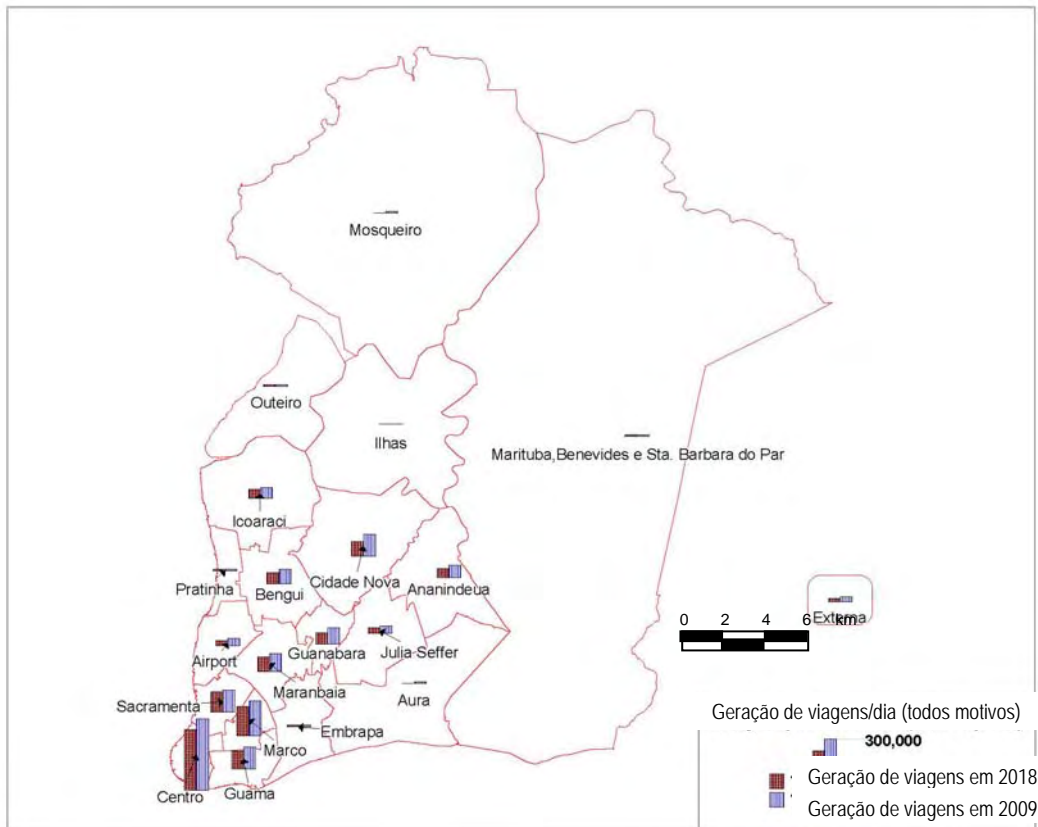 Mosqueiro
Outeiro
Ilhas
Marituba,Benevides e Sta. Barbara do Par
Icoaraci
Pratinha
Bengui
Cidade Nova
Ananindeua
Externa
0 2 4 6 km
Airport
Guanabara
Julia Seffer
Maranbaia
Sacramenta
Aura
Embrapa
Marco
Centro
Guama
Geração de viagens/dia (todos motivos)
300,000
Geração de viagens em 2018
Geração de viagens em 2009